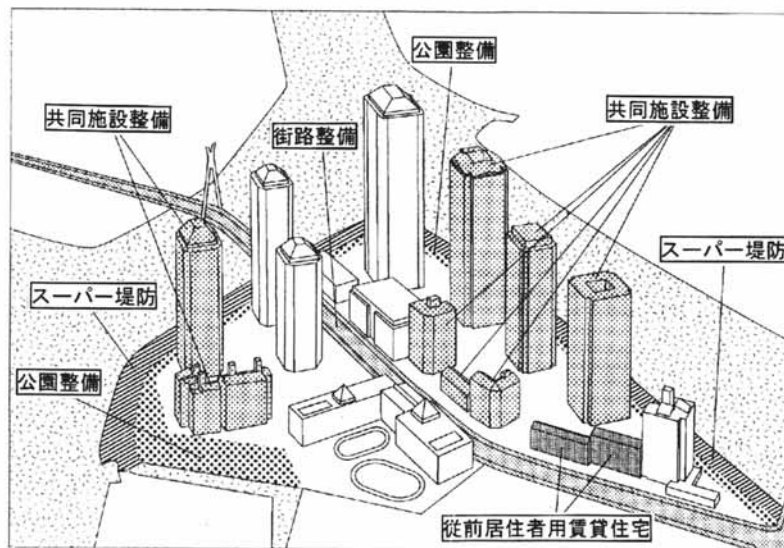 公園整備
共同施設整備
共同施設整備
街路整備
スーパー堤防
スーパー堤防
公園整備
従前居住者用賃貸住宅